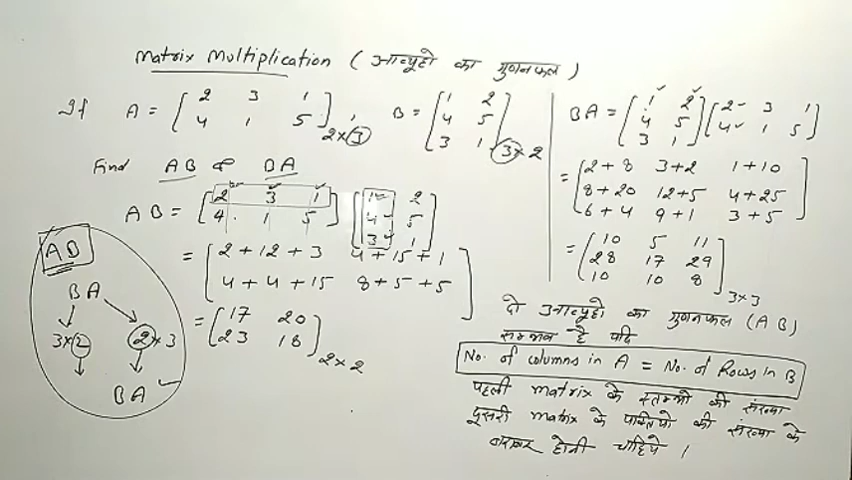 Matrix Multiplication ( आव्यूहो का गुणनफल )
If A = [ 2 3 1
4 1 5 ] 2×3 , B = [ 1 2
4 5
3 1 ] 3×2
Find AB & BA
AB = [ 2 3 1
4 1 5 ] [ 1 2
4 5
3 1 ]
= [ 2+12+3 4+15+1
4+4+15 8+5+5 ]
= [ 17 20
23 18 ] 2×2
AB
BA
3×2 2×3
BA ✓
BA = [ 1 2
4 5
3 1 ] [ 2 3 1
4 1 5 ]
= [ 2+8 3+2 1+10
8+20 12+5 4+25
6+4 9+1 3+5 ]
= [ 10 5 11
28 17 29
10 10 8 ] 3×3
दो आव्यूहो का गुणनफल (AB)
सम्भव है यदि
No. of columns in A = No. of Rows in B
पहली matrix के स्तम्भो की संख्या
दूसरी matrix के पंक्तियो की संख्या के
बराबर होनी चाहिये ।